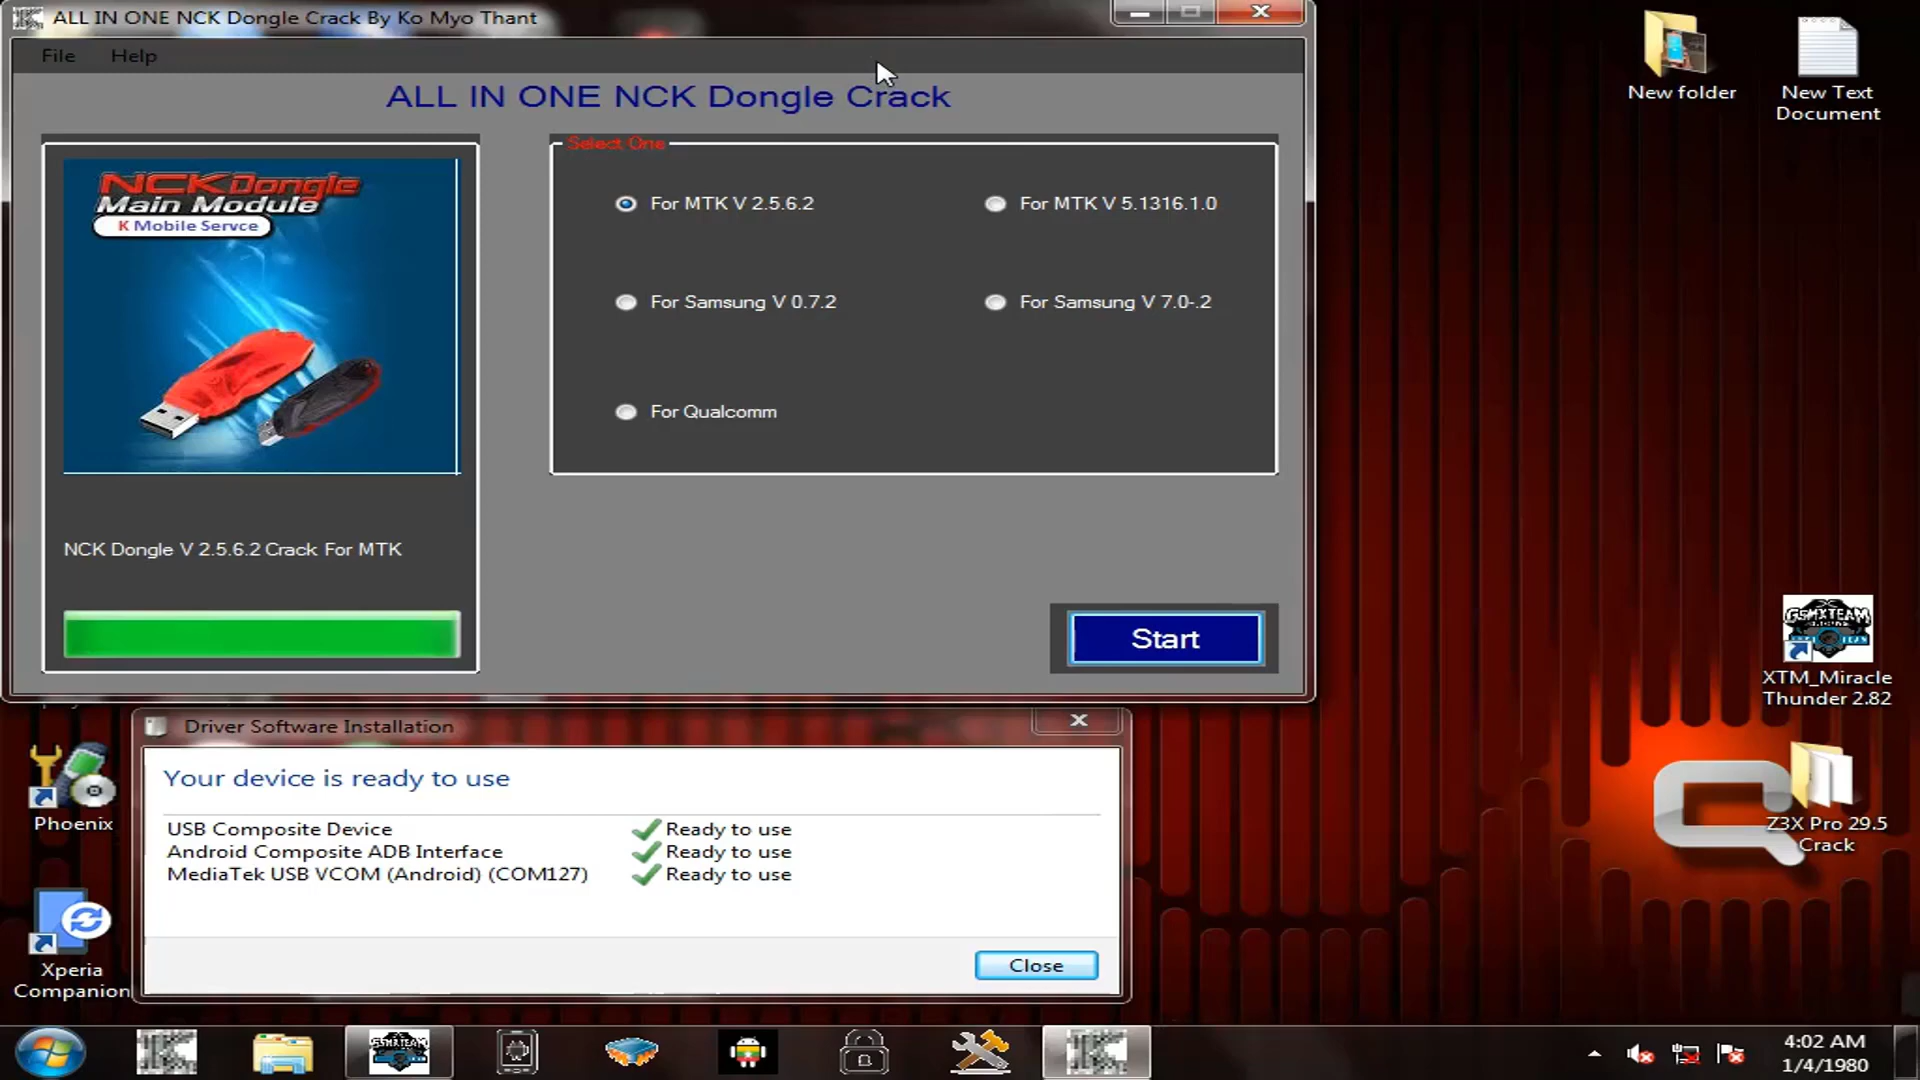 ALL IN ONE NCK Dongle Crack By Ko Myo Thant
File Help
ALL IN ONE NCK Dongle Crack
NCK Dongle
Main Module
K Mobile Servce
Select One
For MTK V 2.5.6.2
For MTK V 5.1316.1.0
For Samsung V 0.7.2
For Samsung V 7.0-.2
For Qualcomm
NCK Dongle V 2.5.6.2 Crack For MTK
Start
Driver Software Installation
Your device is ready to use
USB Composite Device Ready to use
Android Composite ADB Interface Ready to use
MediaTek USB VCOM (Android) (COM127) Ready to use
Close
New folder
New Text
Document
GSMXTEAM
XTM_Miracle
Thunder 2.82
Z3X Pro 29.5
Crack
Phoenix
Xperia
Companion
GSMXTEAM
4:02 AM
1/4/1980